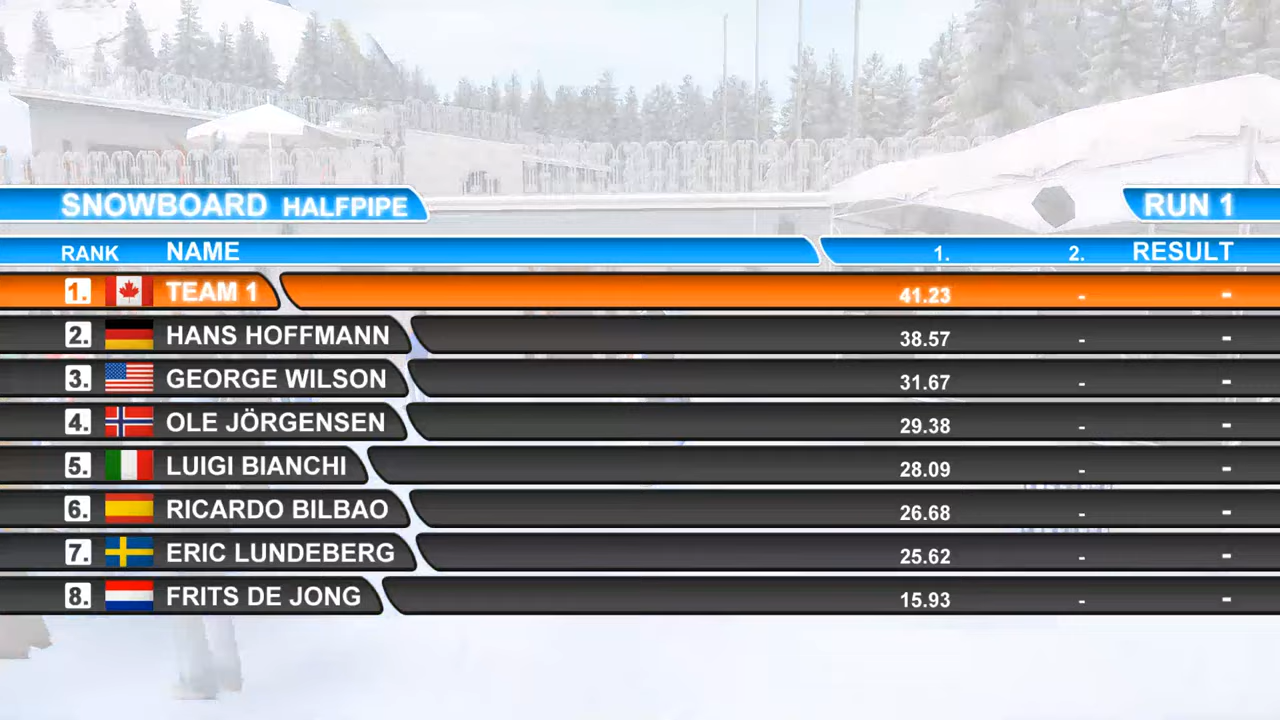 SNOWBOARD HALFPIPE RUN 1
RANK NAME 1. 2. RESULT
1. TEAM 1 41.23 - -
2. HANS HOFFMANN 38.57 - -
3. GEORGE WILSON 31.67 - -
4. OLE JÖRGENSEN 29.38 - -
5. LUIGI BIANCHI 28.09 - -
6. RICARDO BILBAO 26.68 - -
7. ERIC LUNDEBERG 25.62 - -
8. FRITS DE JONG 15.93 - -